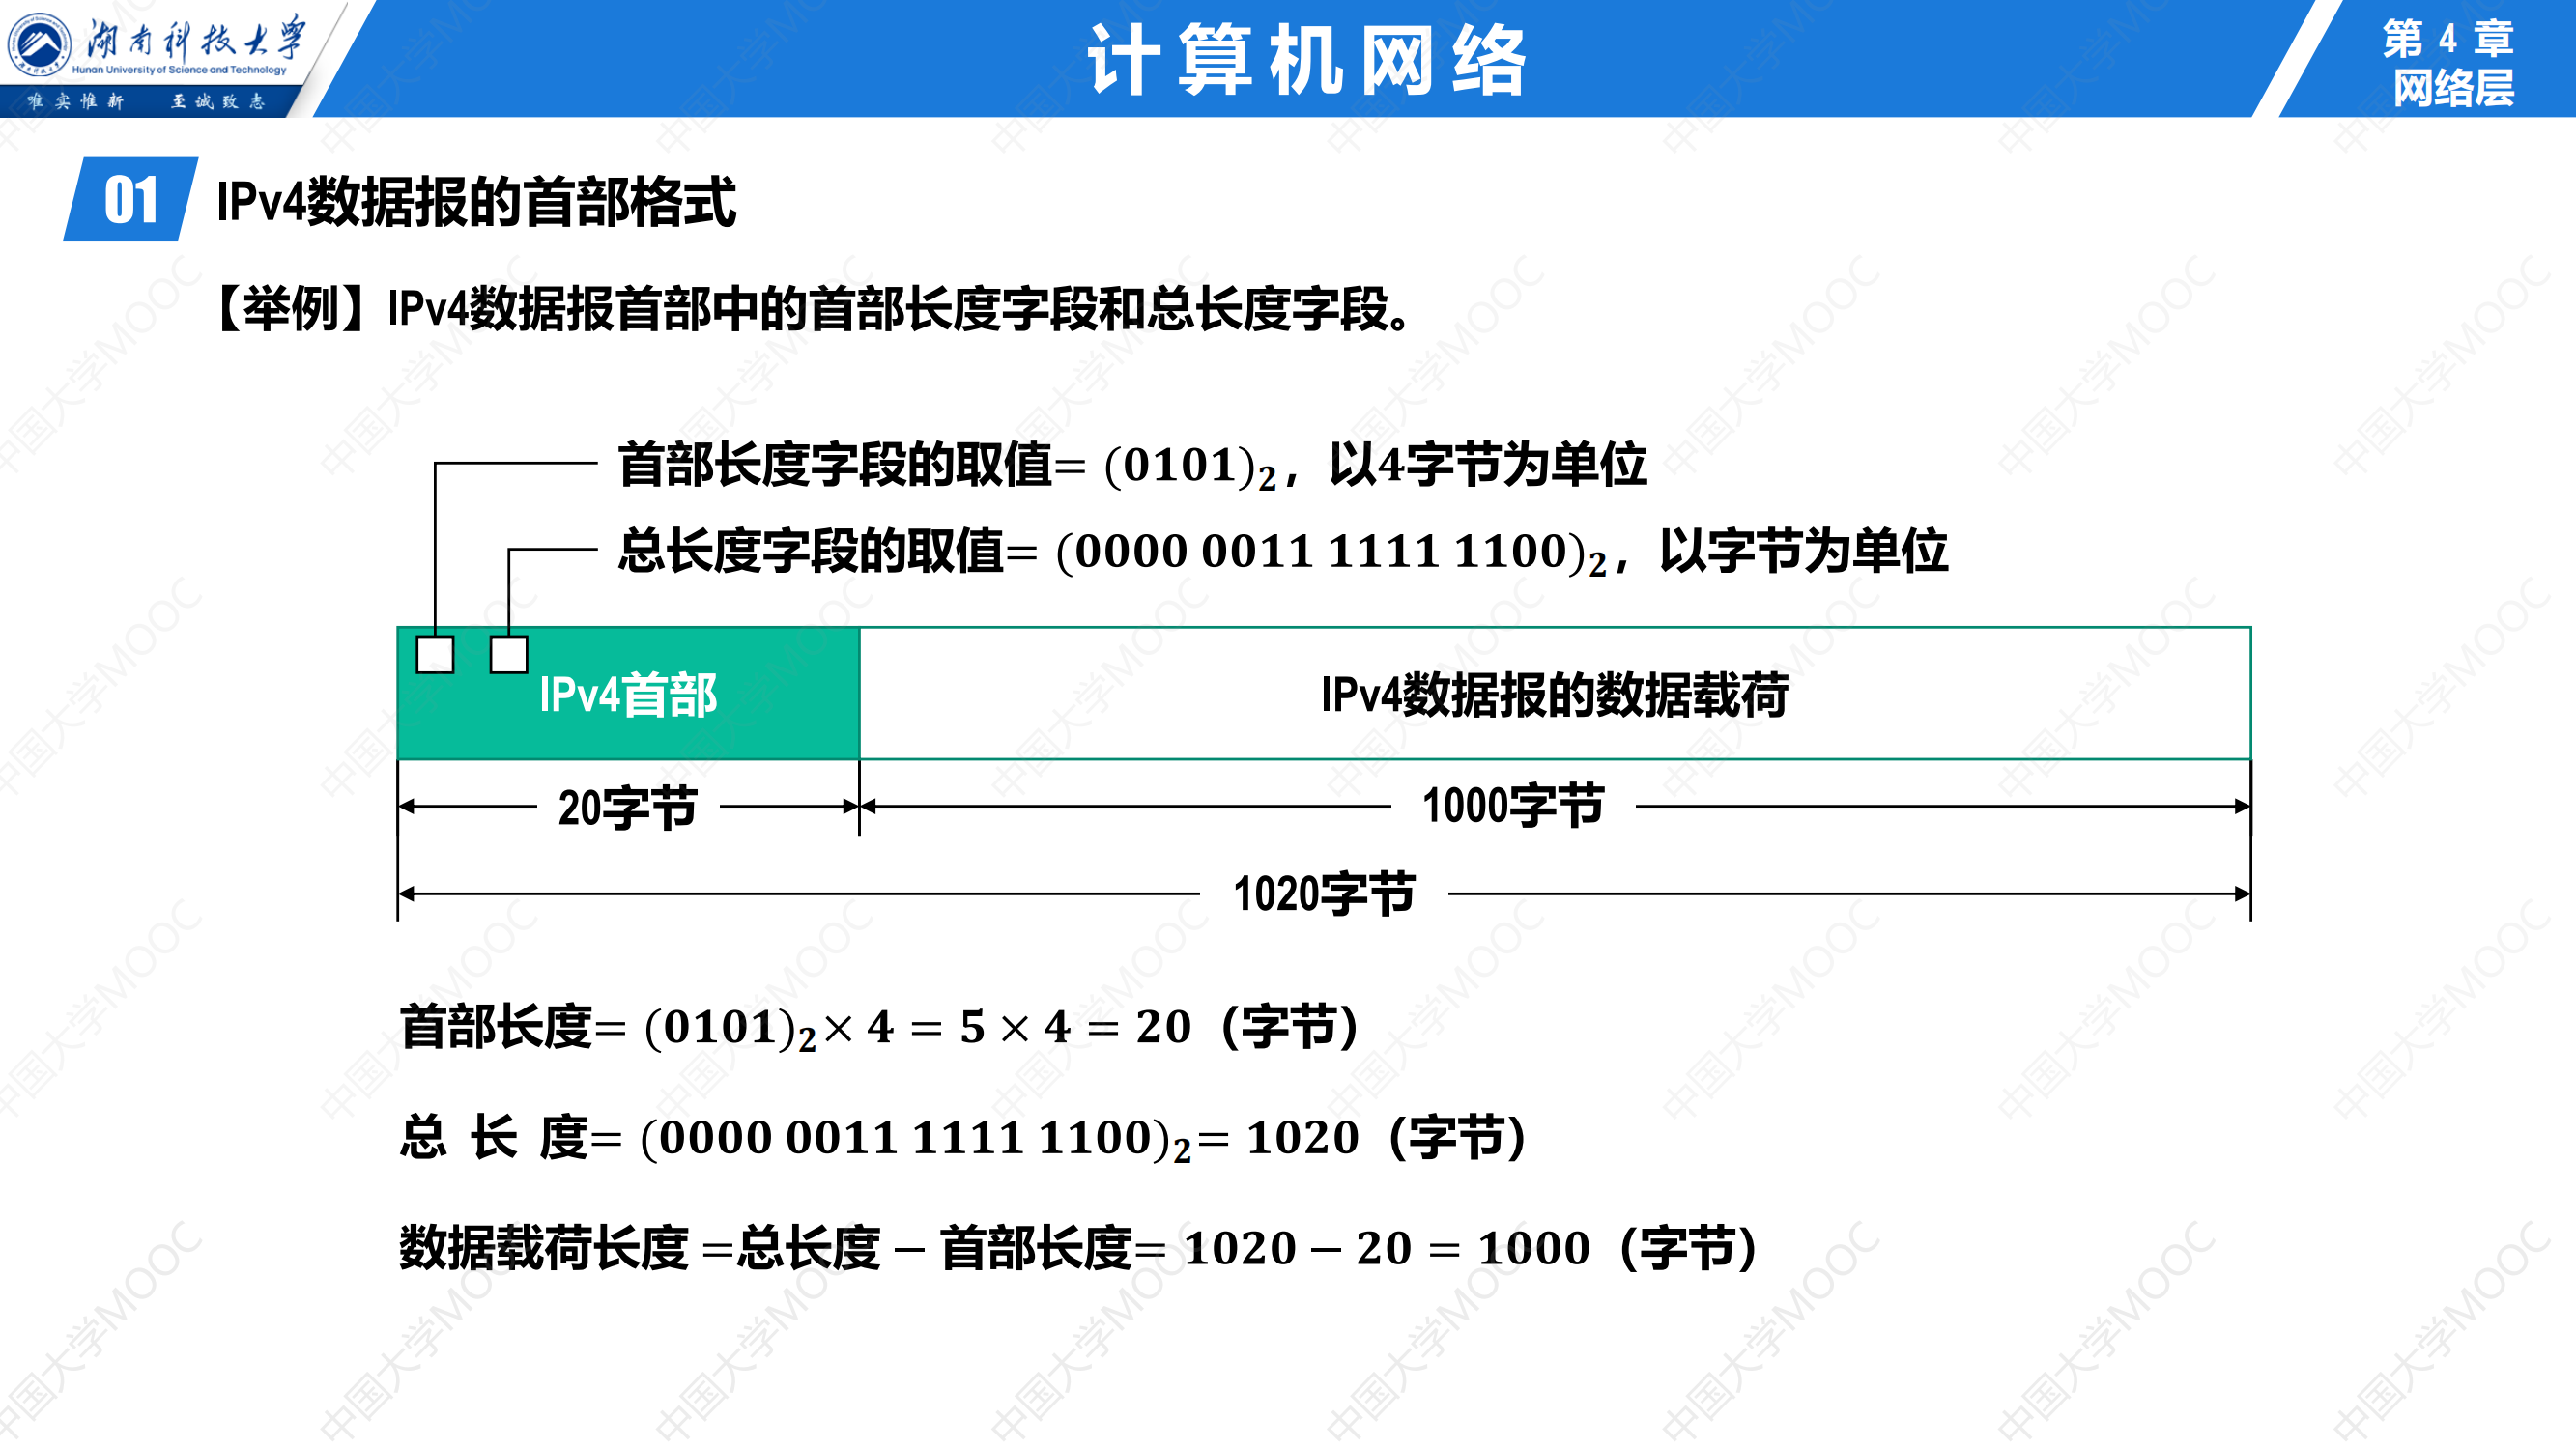 湖南科技大学
Hunan University of Science and Technology
唯实惟新 至诚致志
计算机网络
第 4 章
网络层
01
IPv4数据报的首部格式
【举例】IPv4数据报首部中的首部长度字段和总长度字段。
首部长度字段的取值= (0101)₂，以4字节为单位
总长度字段的取值= (0000 0011 1111 1100)₂，以字节为单位
IPv4首部
IPv4数据报的数据载荷
20字节
1000字节
1020字节
首部长度= (0101)₂× 4 = 5 × 4 = 20（字节）
总 长 度= (0000 0011 1111 1100)₂= 1020（字节）
数据载荷长度 =总长度 − 首部长度= 1020 − 20 = 1000（字节）
中国大学MOOC